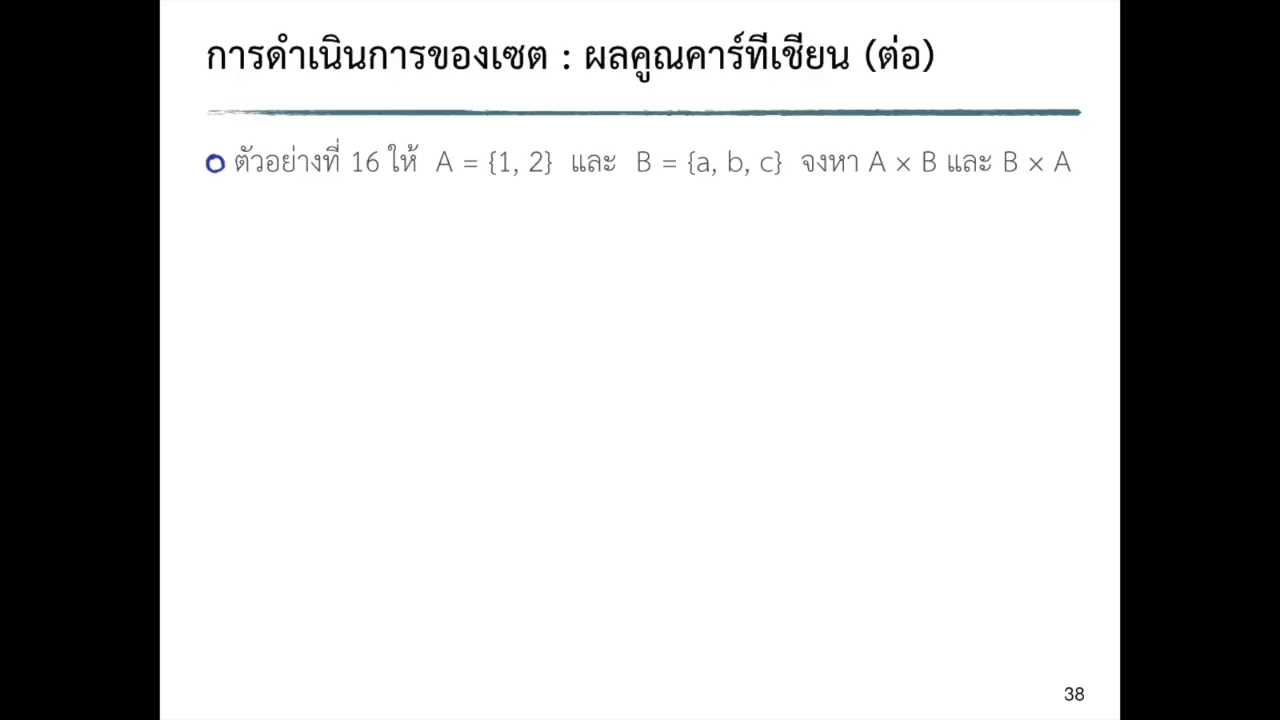 การดำเนินการของเซต : ผลคูณคาร์ทีเชียน (ต่อ)
ตัวอย่างที่ 16 ให้ A = {1, 2} และ B = {a, b, c} จงหา A × B และ B × A
38